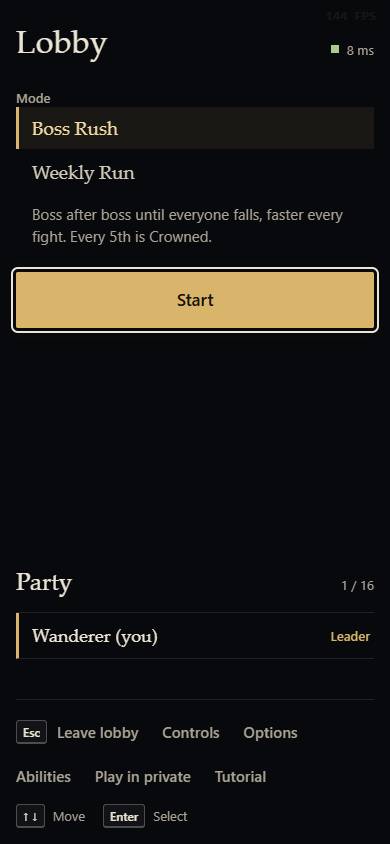 144 FPS
Lobby
8 ms
Mode
Boss Rush
Weekly Run
Boss after boss until everyone falls, faster every
fight. Every 5th is Crowned.
Start
Party
1 / 16
Wanderer (you)
Leader
Esc Leave lobby Controls Options
Abilities Play in private Tutorial
↑↓ Move Enter Select